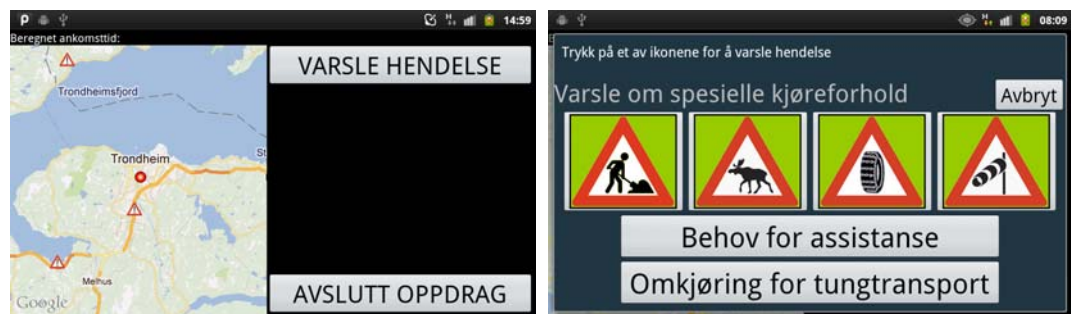 14:59
Beregnet ankomsttid:
Trondheimsfjord
Trondheim
St
Melhus
Google
VARSLE HENDELSE
AVSLUTT OPPDRAG
08:09
Trykk på et av ikonene for å varsle hendelse
Varsle om spesielle kjøreforhold
Avbryt
Behov for assistanse
Omkjøring for tungtransport